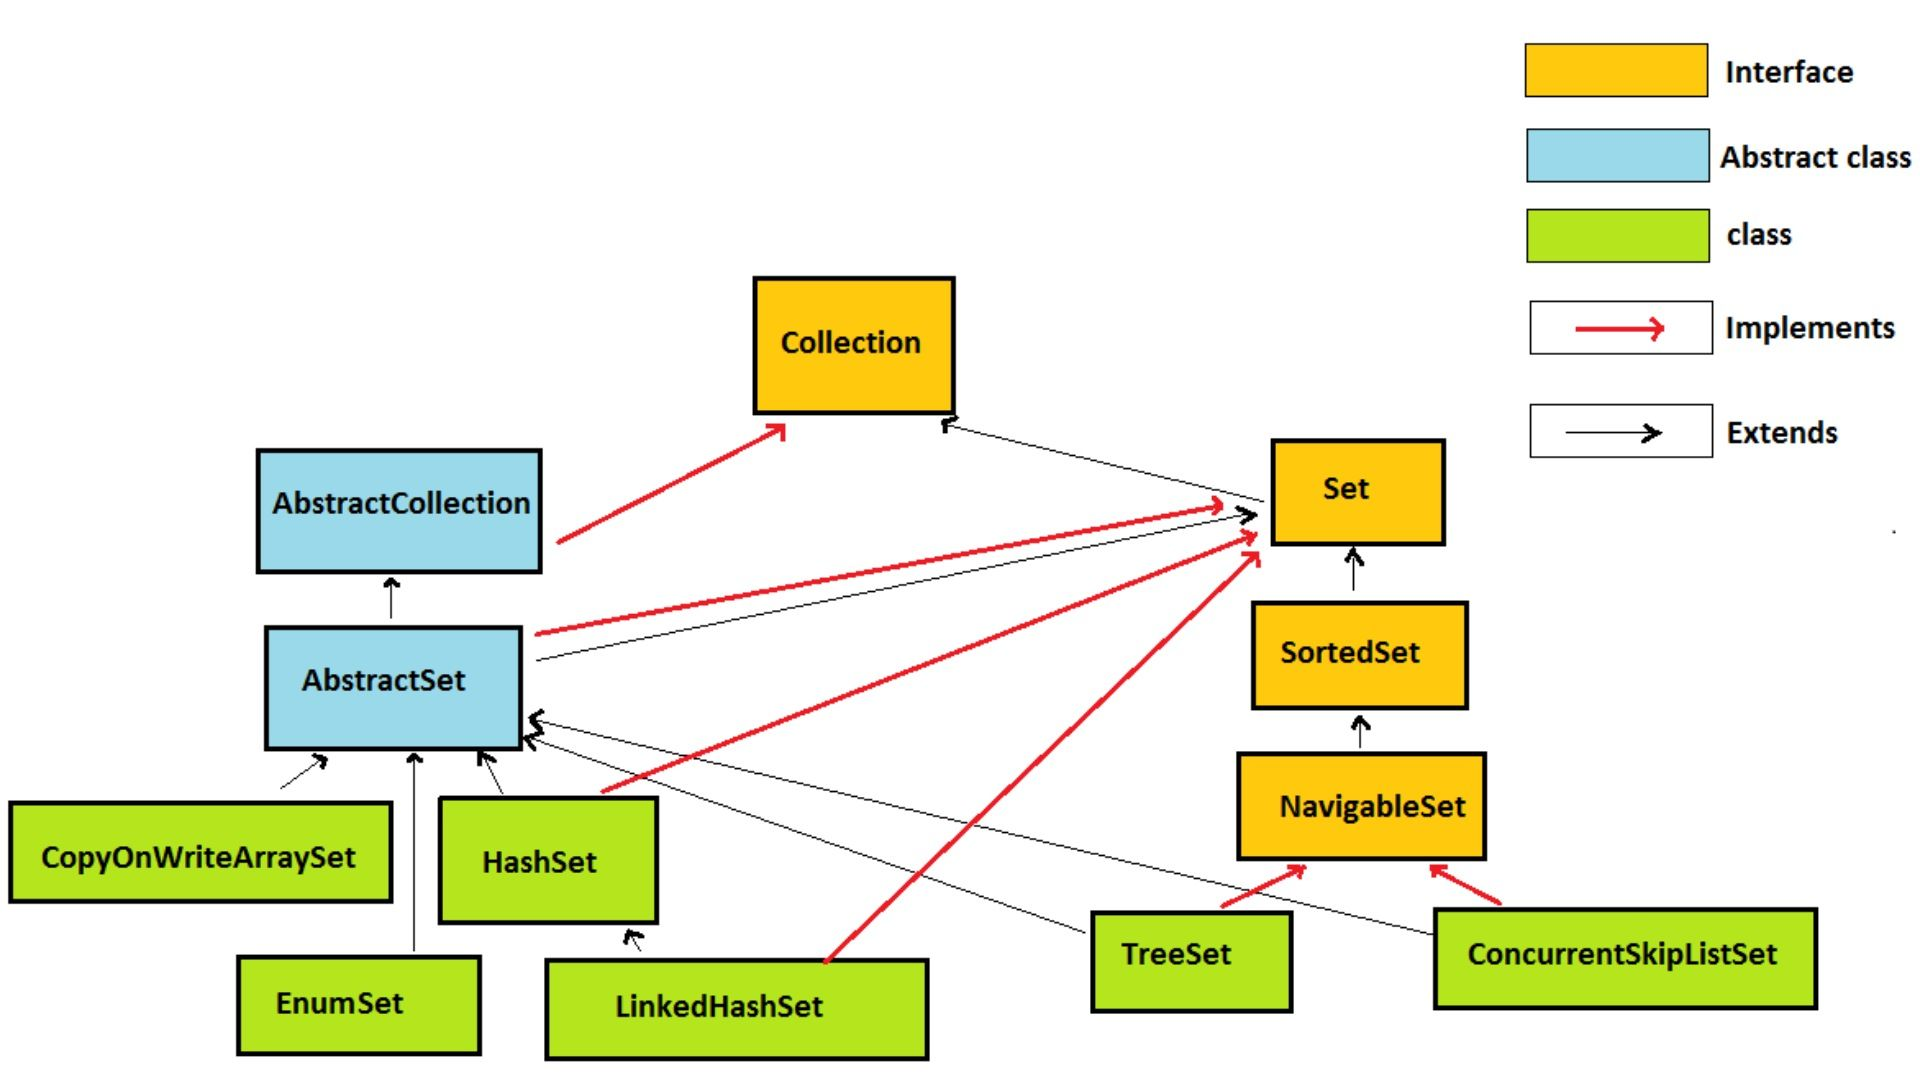 Interface
Abstract class
class
Implements
Extends
Collection
Set
AbstractCollection
SortedSet
AbstractSet
NavigableSet
CopyOnWriteArraySet
HashSet
TreeSet
ConcurrentSkipListSet
EnumSet
LinkedHashSet